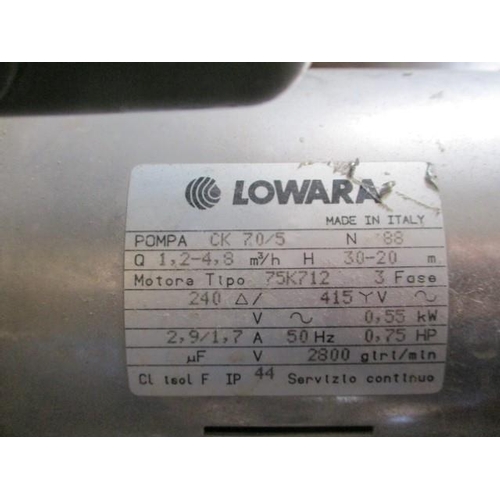 LOWARA
MADE IN ITALY
POMPA CK 70/5 N '88
Q 1,2-4,8 m³/h H 30-20 m
Motore Tipo 75K712 3 Fase
240 Δ/ 415 Y V ~
V ~ 0,55 kW
2,9/1,7 A 50 Hz 0,75 HP
µF V 2800 giri/min
Cl isol F IP 44 Servizio continuo